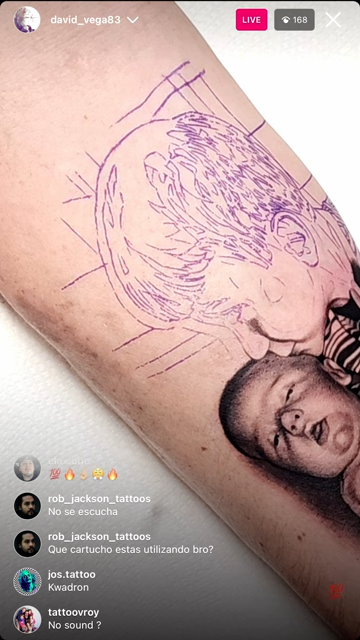 david_vega83
LIVE
168
💯🔥👌😤🔥
rob_jackson_tattoos
No se escucha
rob_jackson_tattoos
Que cartucho estas utilizando bro?
jos.tattoo
Kwadron
tattoovroy
No sound ?